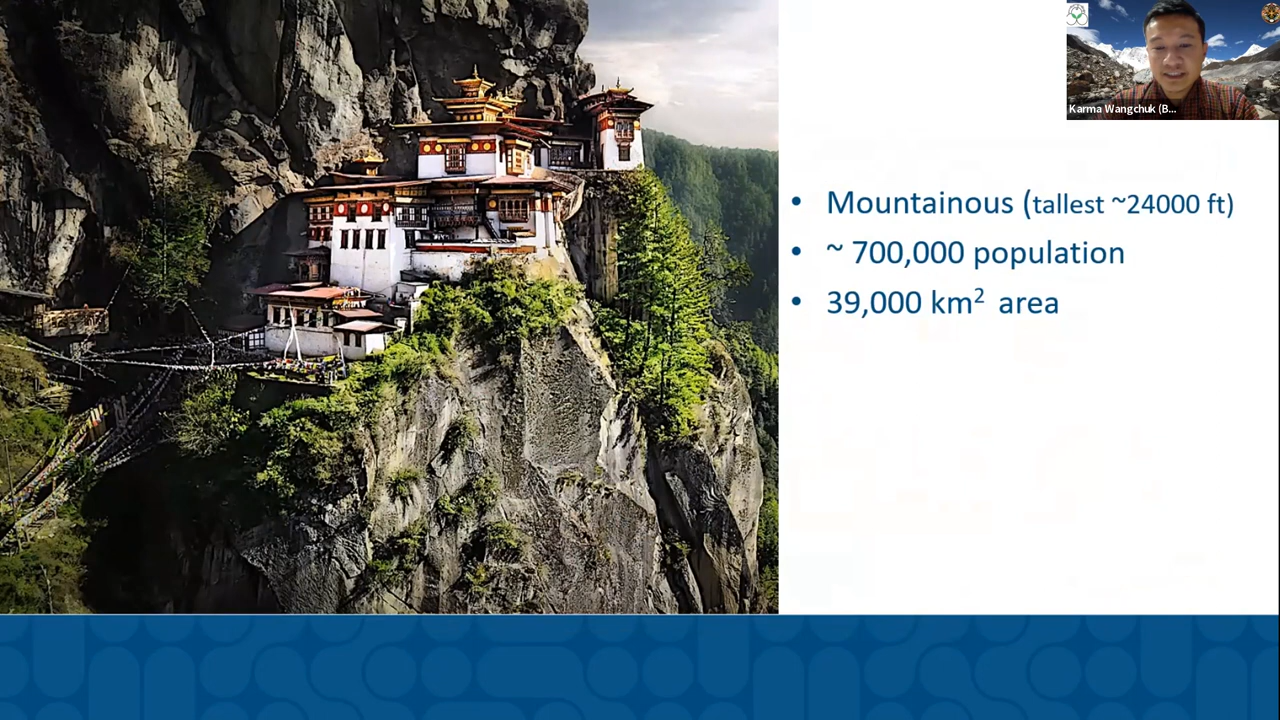 Karma Wangchuk (B...
• Mountainous (tallest ~24000 ft)
• ~ 700,000 population
• 39,000 km² area